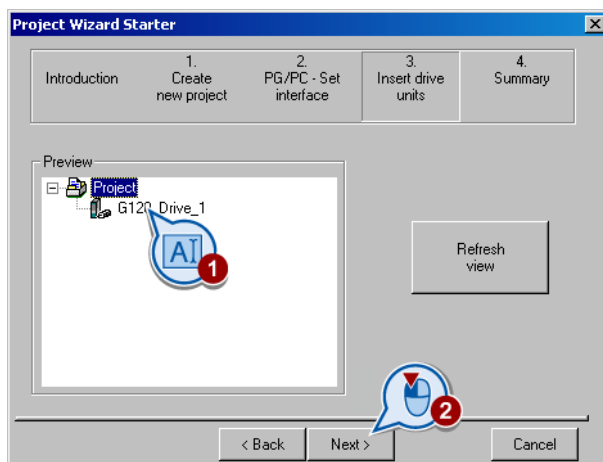 Project Wizard Starter
Introduction
1.
Create
new project
2.
PG/PC - Set
interface
3.
Insert drive
units
4.
Summary
Preview
Project
G120_Drive_1
AI
1
Refresh
view
2
< Back
Next >
Cancel